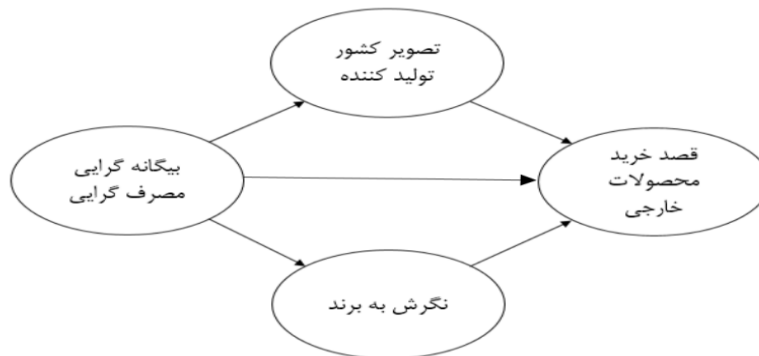 تصویر کشور
تولید کننده
بیگانه گرایی
مصرف گرایی
قصد خرید
محصولات
خارجی
نگرش به برند